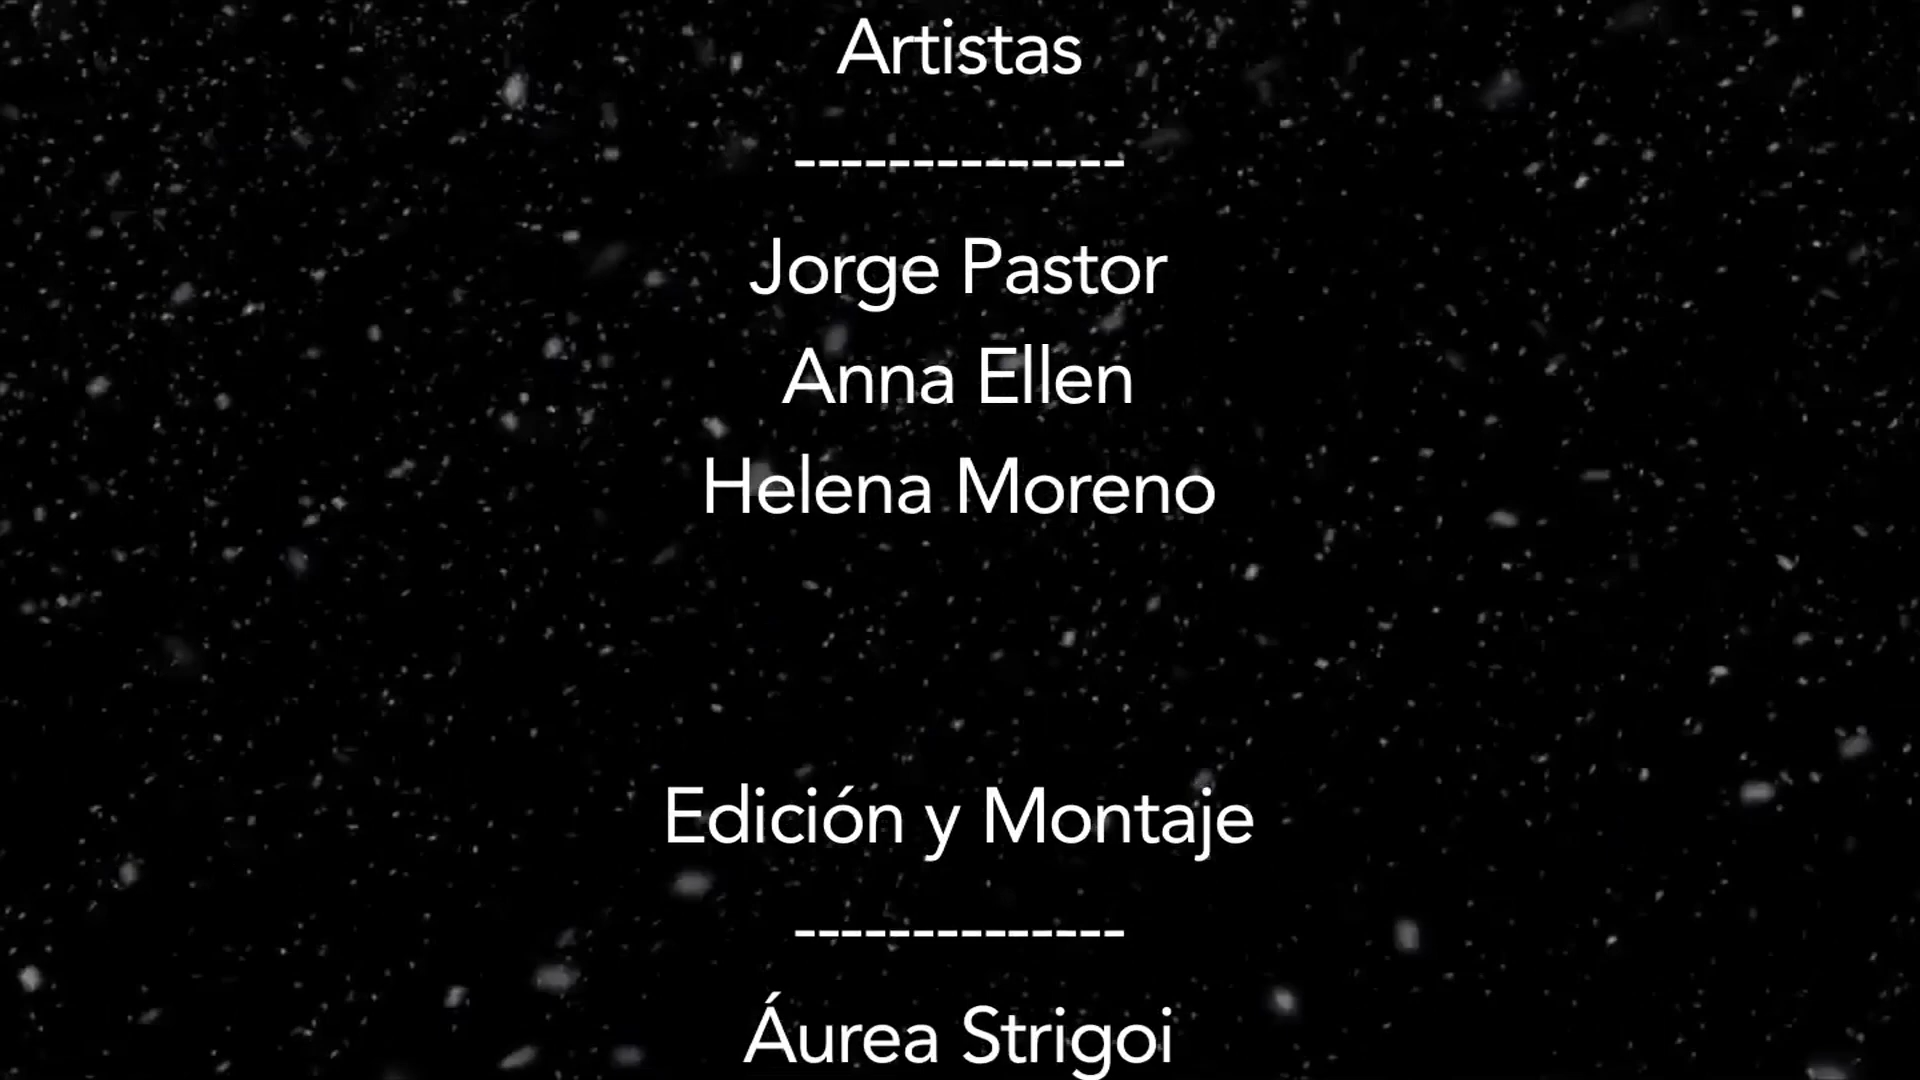 Artistas
--------------
Jorge Pastor
Anna Ellen
Helena Moreno
Edición y Montaje
--------------
Áurea Strigoi